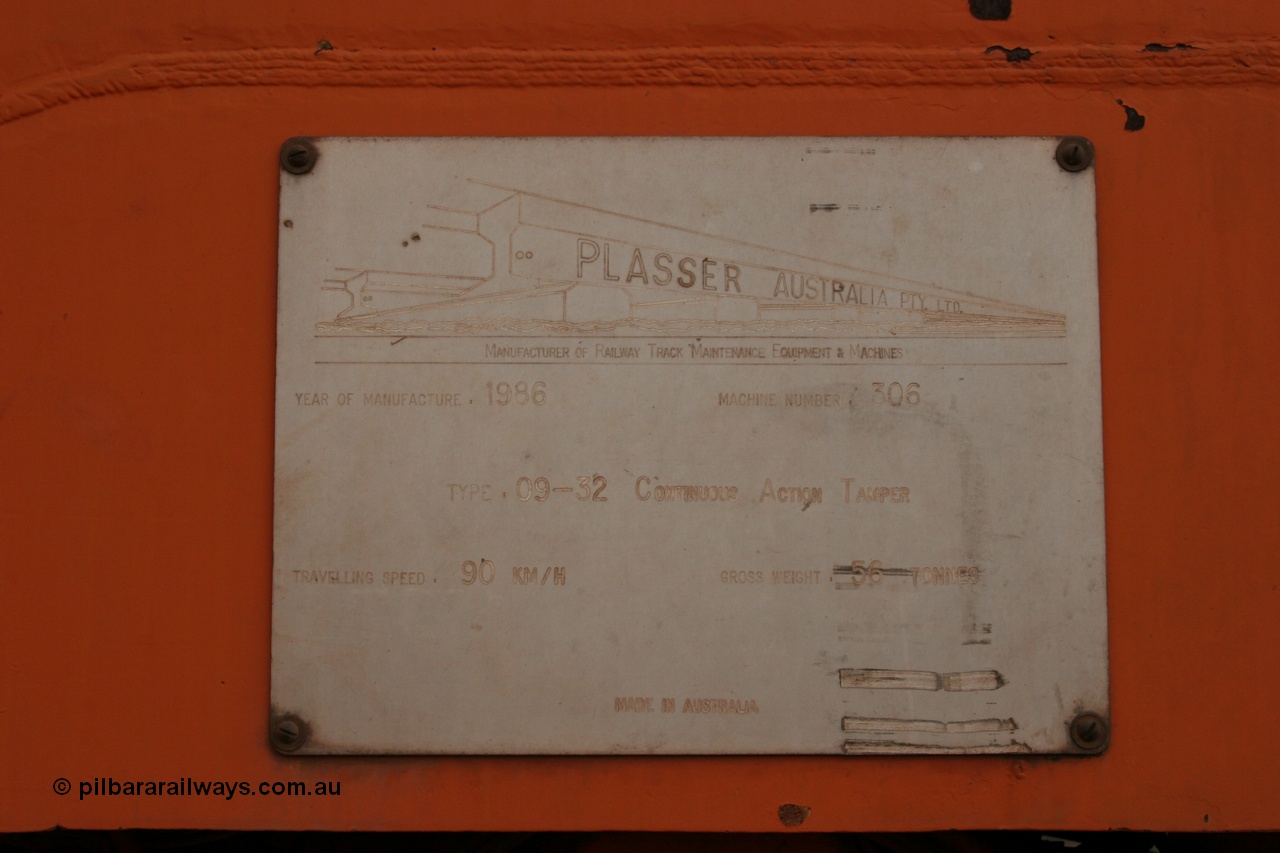 PLASSER AUSTRALIA PTY. LTD.
MANUFACTURER OF RAILWAY TRACK MAINTENANCE EQUIPMENT & MACHINES
YEAR OF MANUFACTURE . 1986 MACHINE NUMBER . 306
TYPE . 09-32 CONTINUOUS ACTION TAMPER
TRAVELLING SPEED . 90 KM/H GROSS WEIGHT . 56 TONNES
MADE IN AUSTRALIA
© pilbararailways.com.au